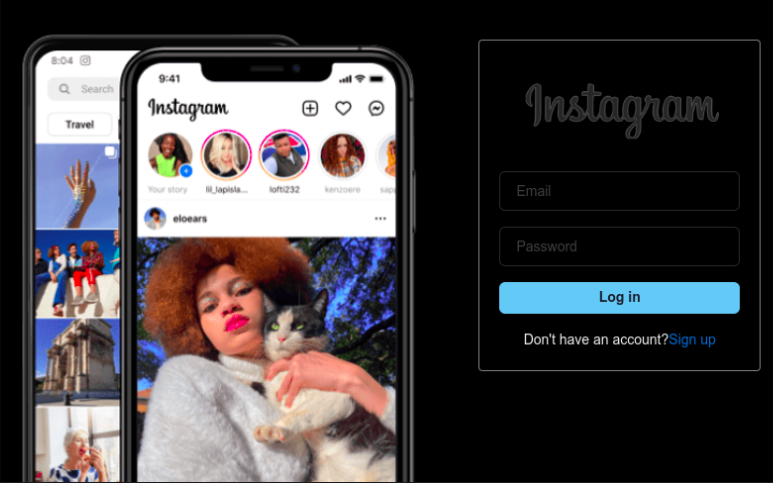 8:04
Search
Travel
9:41
Instagram
Your story
lil_lapisla...
lofti232
kenzoere
sapp
eloears
Instagram
Email
Password
Log in
Don't have an account?Sign up